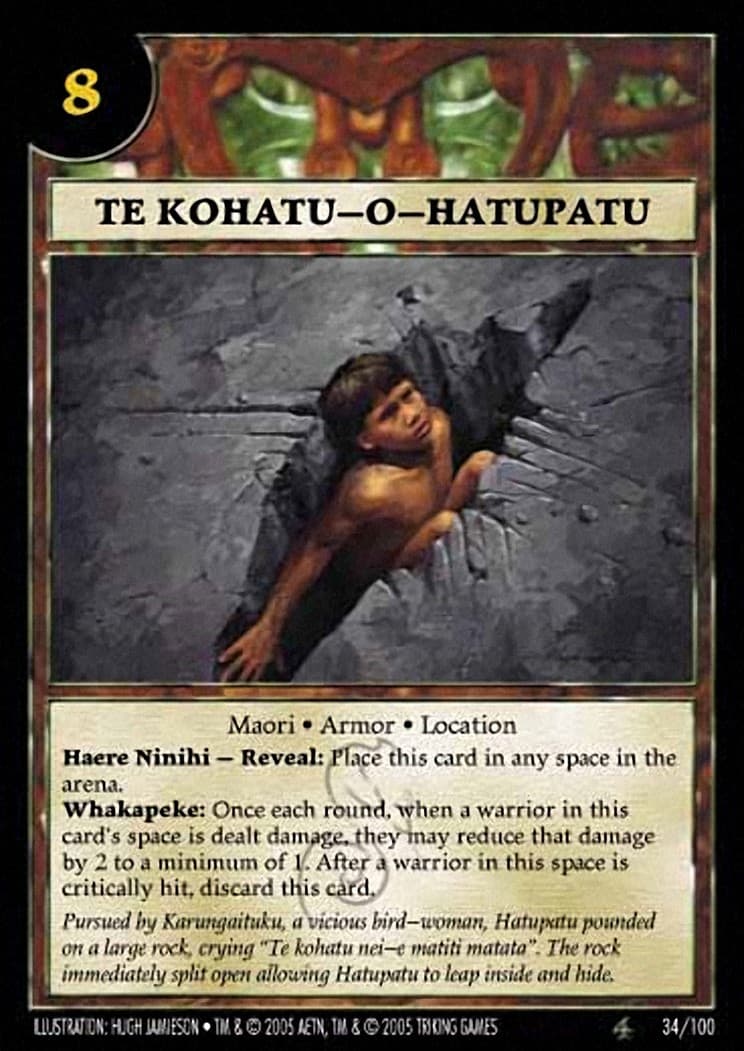 8
TE KOHATU–O–HATUPATU
Maori • Armor • Location
Haere Ninihi – Reveal: Place this card in any space in the
arena.
Whakapeke: Once each round, when a warrior in this
card's space is dealt damage, they may reduce that damage
by 2 to a minimum of 1. After a warrior in this space is
critically hit, discard this card.
Pursued by Karungaituku, a vicious bird–woman, Hatupatu pounded
on a large rock, crying "Te kohatu nei–e matiti matata". The rock
immediately split open allowing Hatupatu to leap inside and hide.
ILLUSTRATION: HUGH JAMIESON • TM & © 2005 AETN, TM & © 2005 TRIKING GAMES 34/100